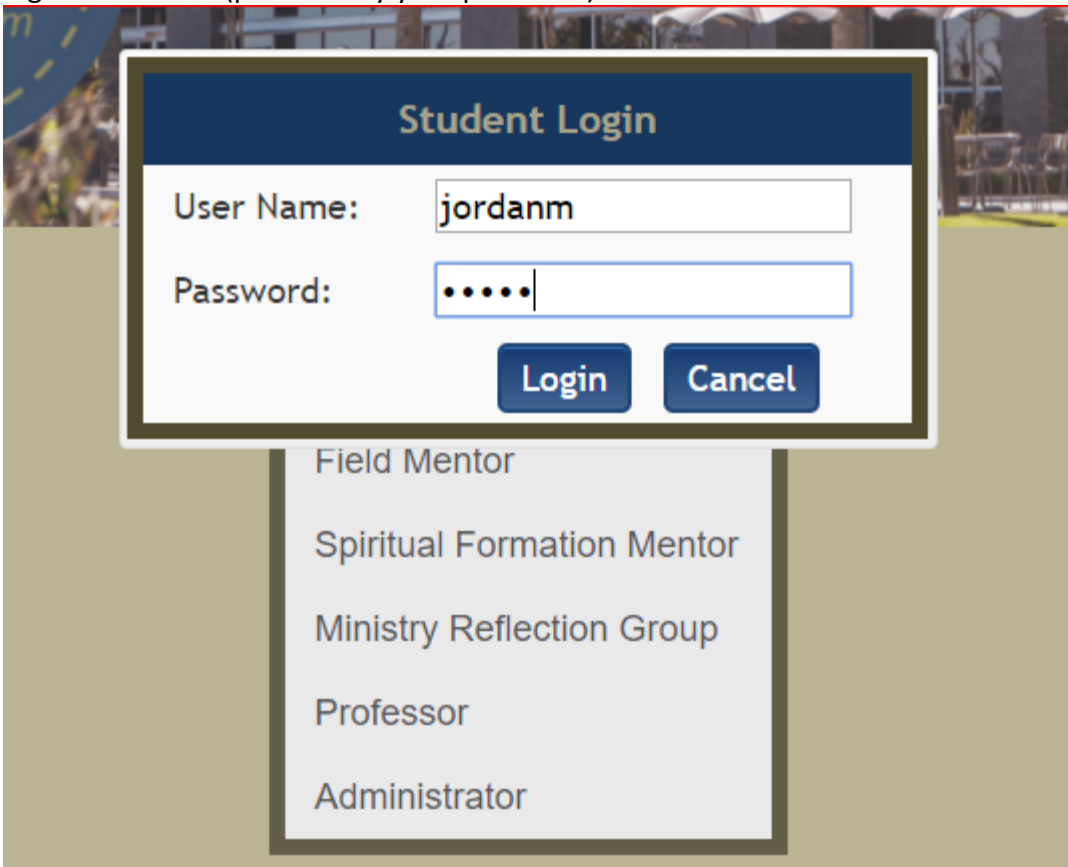 m
Student Login
User Name: jordanm
Password: •••••
Login Cancel
Field Mentor
Spiritual Formation Mentor
Ministry Reflection Group
Professor
Administrator